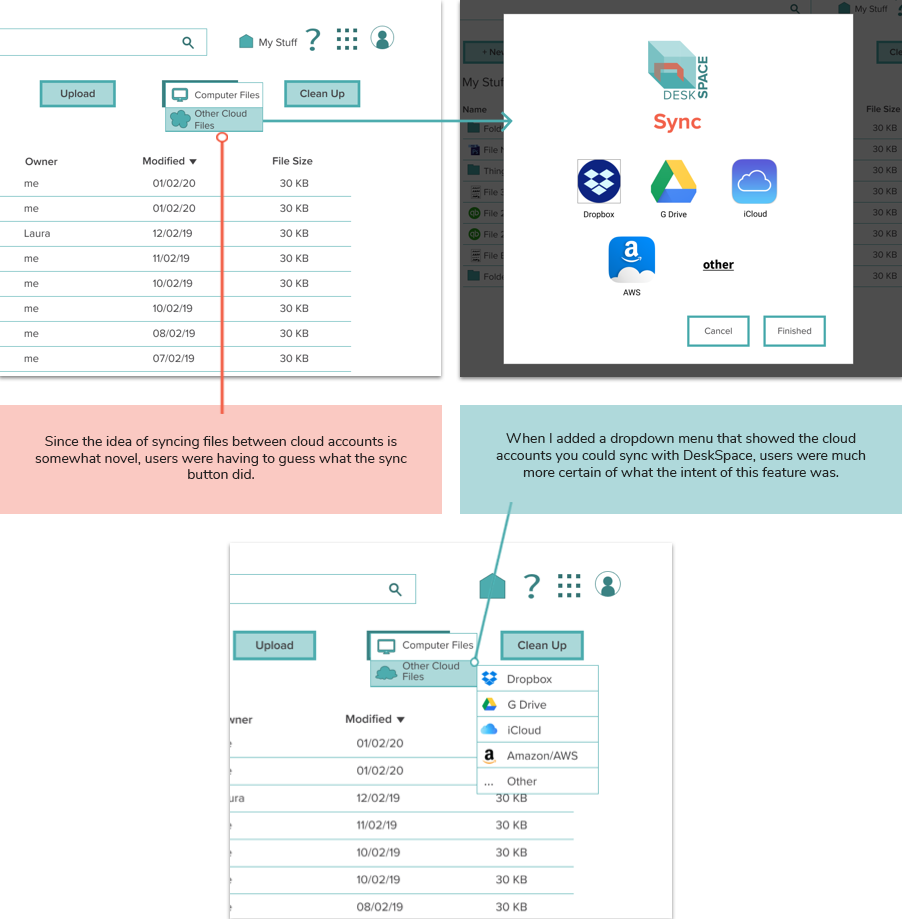 My Stuff
?
Upload
Computer Files
Other Cloud
Files
Clean Up
Owner Modified ▼ File Size
me 01/02/20 30 KB
me 01/02/20 30 KB
Laura 12/02/19 30 KB
me 11/02/19 30 KB
me 10/02/19 30 KB
me 10/02/19 30 KB
me 08/02/19 30 KB
me 07/02/19 30 KB
My Stuff
+ New
Cle
My Stuf
Name
File Size
Fold 30 KB
File N 30 KB
Thing 30 KB
File 3 30 KB
File 2 30 KB
File 2 30 KB
File E 30 KB
Folde 30 KB
DESK SPACE
Sync
Dropbox
G Drive
iCloud
a
AWS
other
Cancel
Finished
Since the idea of syncing files between cloud accounts is
somewhat novel, users were having to guess what the sync
button did.
When I added a dropdown menu that showed the cloud
accounts you could sync with DeskSpace, users were much
more certain of what the intent of this feature was.
?
Upload
Computer Files
Other Cloud
Files
Clean Up
Dropbox
G Drive
iCloud
a Amazon/AWS
... Other
wner Modified ▼
01/02/20
01/02/20
ura 12/02/19 30 KB
11/02/19 30 KB
10/02/19 30 KB
10/02/19 30 KB
08/02/19 30 KB